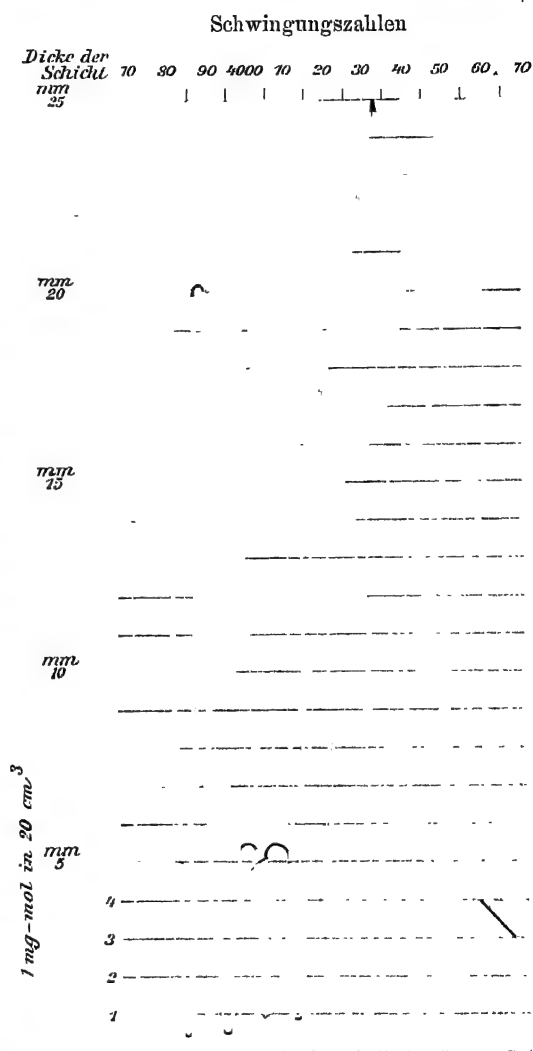 Schwingungszahlen
Dicke der
Schicht 70 80 90 4000 10 20 30 40 50 60 70
mm
25
mm
20
mm
15
mm
10
mm
5
4
3
2
1
1 mg-mol in 20 cm³